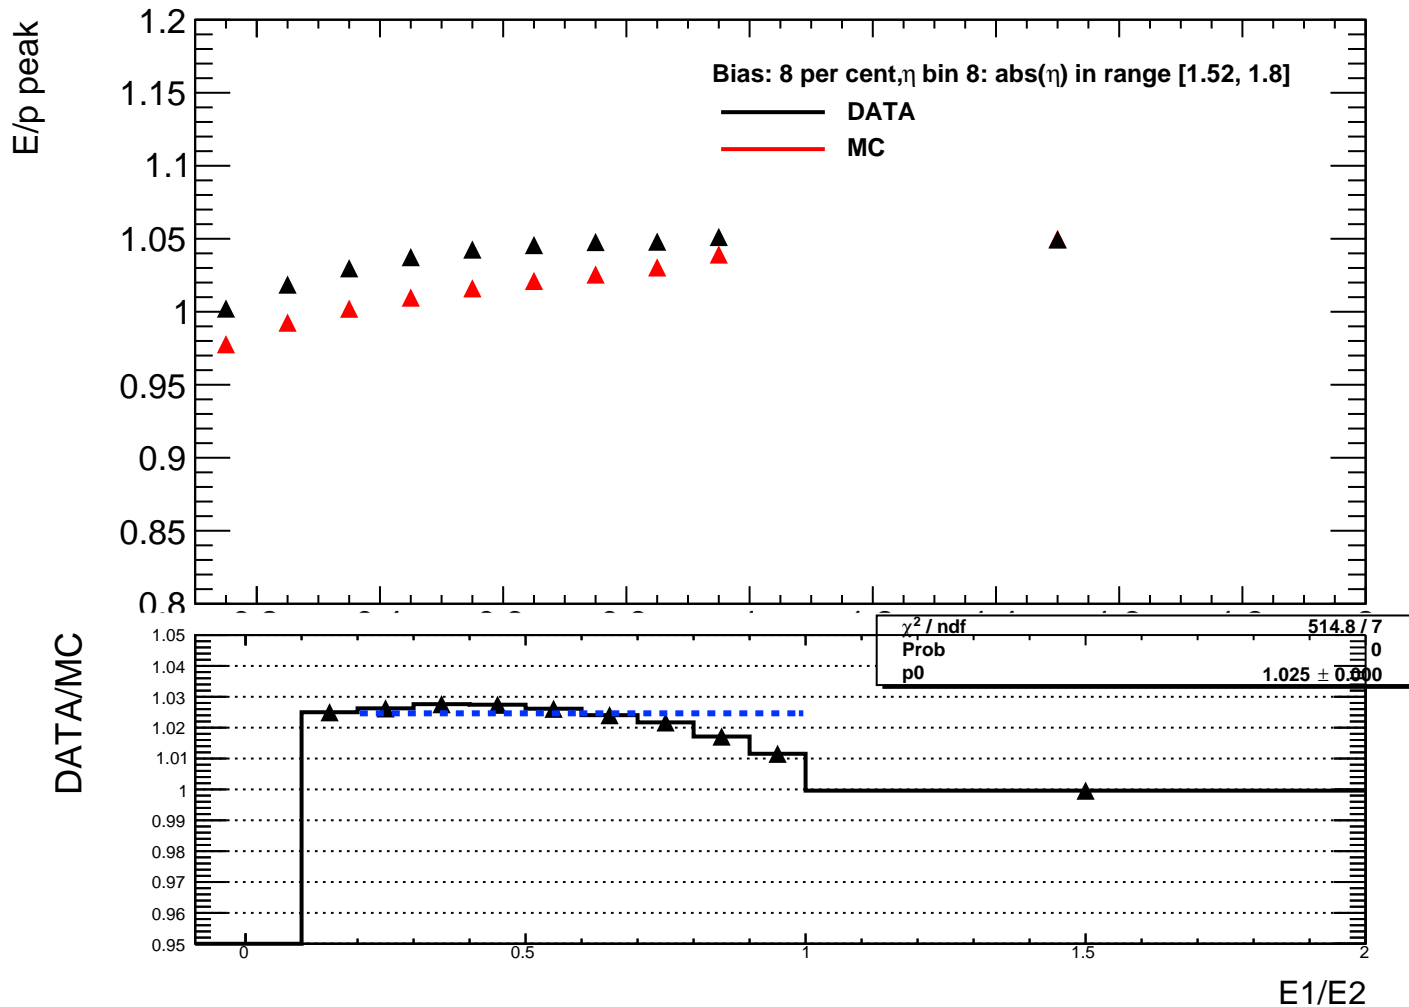 E/p peak
1.2
1.15
1.1
1.05
1
0.95
0.9
0.85
0.8
Bias: 8 per cent,η bin 8: abs(η) in range [1.52, 1.8]
DATA
MC
DATA/MC
1.05
1.04
1.03
1.02
1.01
1
0.99
0.98
0.97
0.96
0.95
χ² / ndf 514.8 / 7
Prob 0
p0 1.025 ± 0.000
0 0.5 1 1.5 2
E1/E2